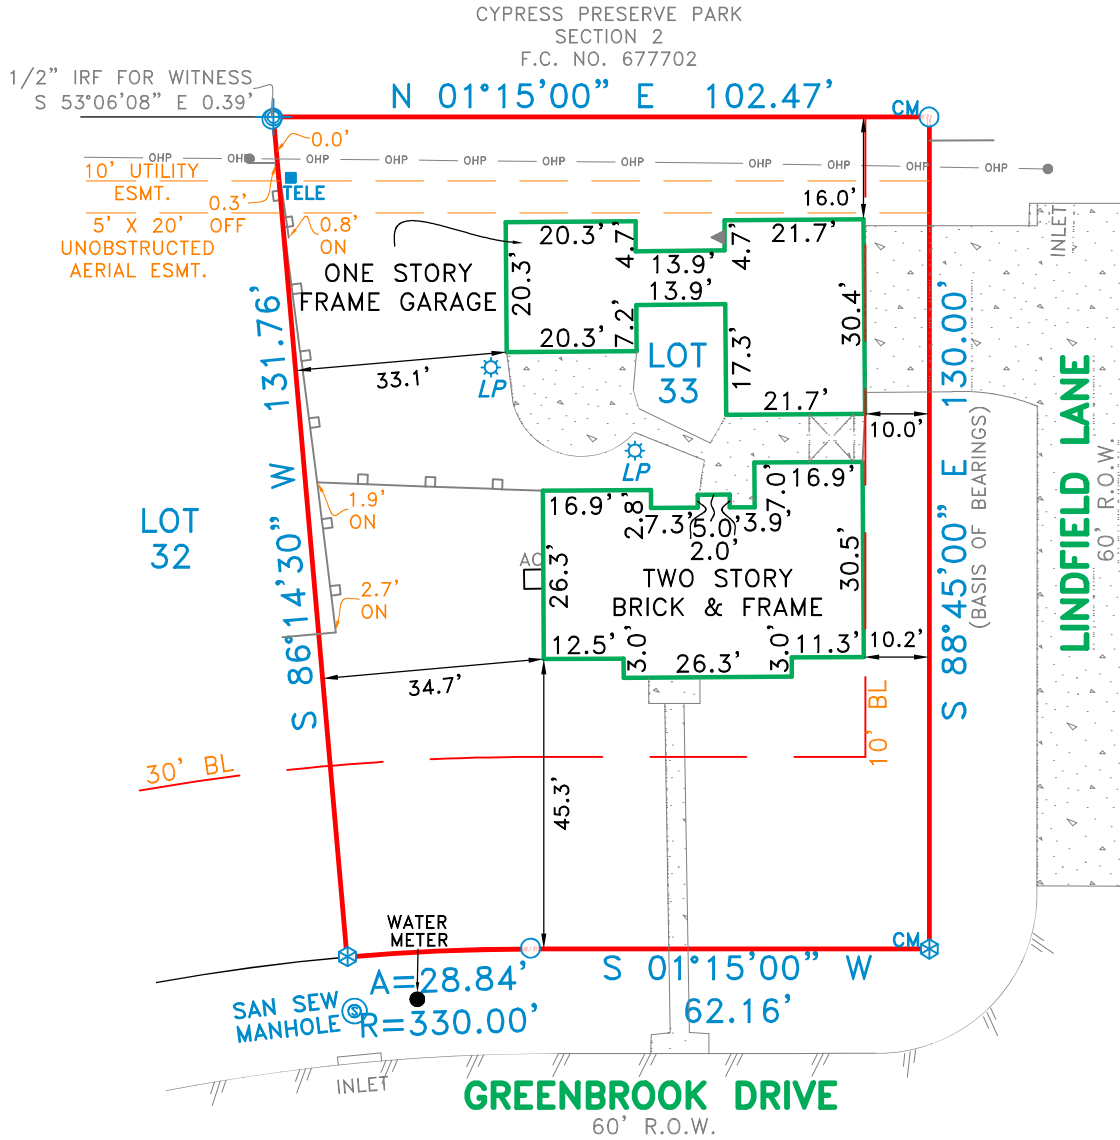 CYPRESS PRESERVE PARK
SECTION 2
F.C. NO. 677702
1/2” IRF FOR WITNESS
S 53°06'08” E 0.39'
N 01°15'00” E 102.47'
CM
0.0'
OHP OHP OHP OHP OHP OHP OHP OHP OHP
10' UTILITY
ESMT.
TELE
0.3'
5' X 20' OFF
UNOBSTRUCTED
AERIAL ESMT.
0.8'
ON
16.0'
INLET
20.3'
4.7'
13.9'
4.7'
21.7'
ONE STORY
FRAME GARAGE
20.3'
13.9'
7.2'
20.3'
30.4'
17.3'
LOT
33
21.7'
33.1'
LP
10.0'
LP
S 86°14'30” W 131.76'
S 88°45'00” E 130.00'
(BASIS OF BEARINGS)
LINDFIELD LANE
60' R.O.W.
LOT
32
1.9'
ON
2.7'
ON
16.9'
2.8'
7.3'
5.0'
2.0'
3.9'
7.0'
16.9'
AC
26.3'
TWO STORY
BRICK & FRAME
30.5'
12.5'
3.0'
26.3'
3.0'
11.3'
10.2'
34.7'
30' BL
10' BL
45.3'
WATER
METER
CM
A=28.84'
R=330.00'
S 01°15'00” W
62.16'
SAN SEW
MANHOLE
S
INLET
GREENBROOK DRIVE
60' R.O.W.